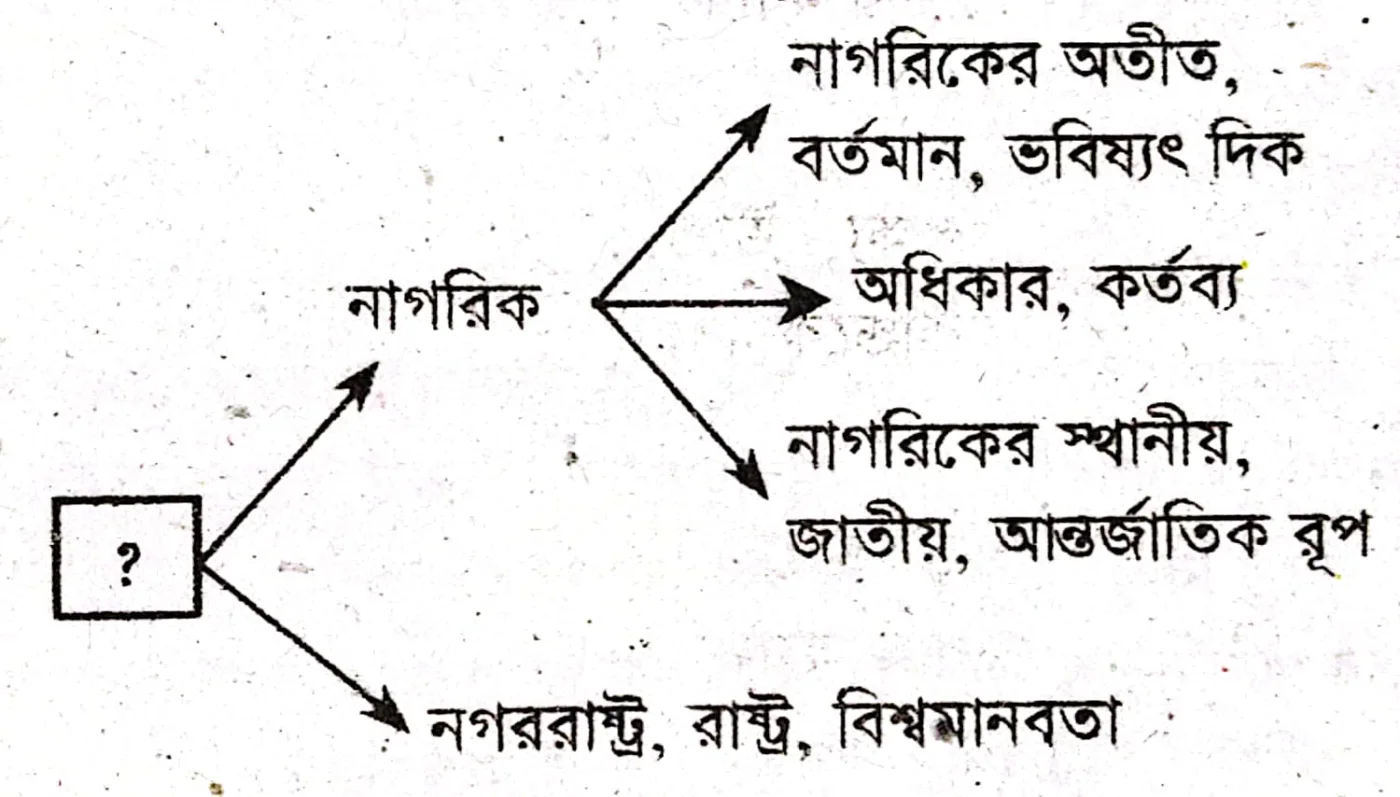 নাগরিকের অতীত,
বর্তমান, ভবিষ্যৎ দিক
নাগরিক
অধিকার, কর্তব্য
নাগরিকের স্থানীয়,
জাতীয়, আন্তর্জাতিক রূপ
?
নগররাষ্ট্র, রাষ্ট্র, বিশ্বমানবতা